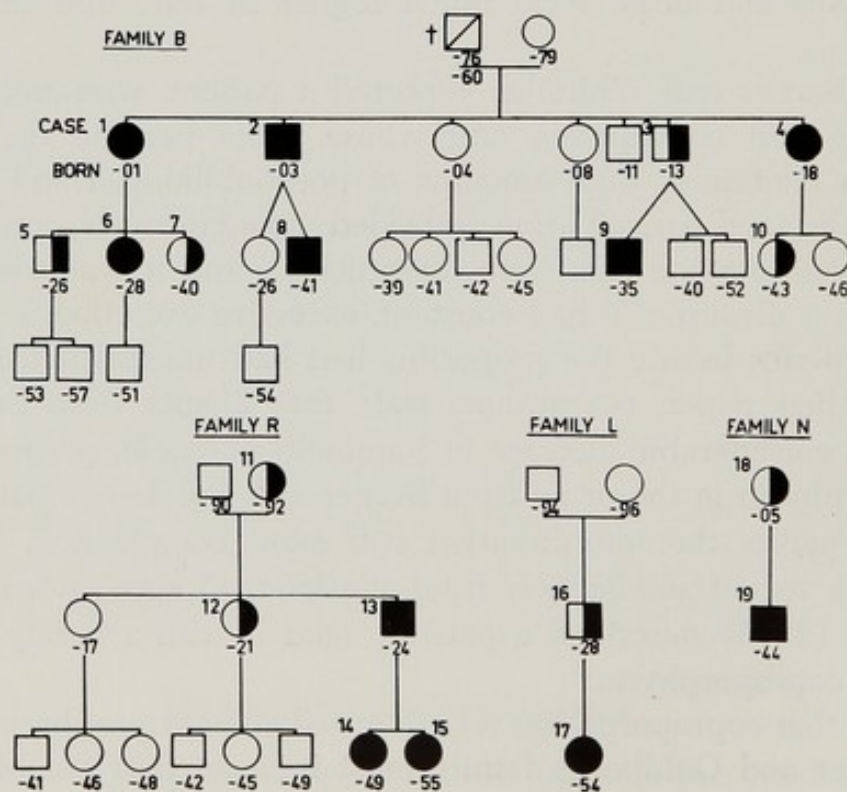 FAMILY B
†
-76 -79
-60
CASE 1 2 3 4
BORN -01 -03 -04 -08 -11 -13 -18
5 6 7 8 9 10
-26 -28 -40 -26 -41 -39 -41 -42 -45 -35 -40 -52 -43 -46
-53 -57 -51 -54
FAMILY R FAMILY L FAMILY N
11 18
-90 -92 -94 -96 -05
12 13 16 19
-17 -21 -24 -28 -44
14 15 17
-41 -46 -48 -42 -45 -49 -49 -55 -54